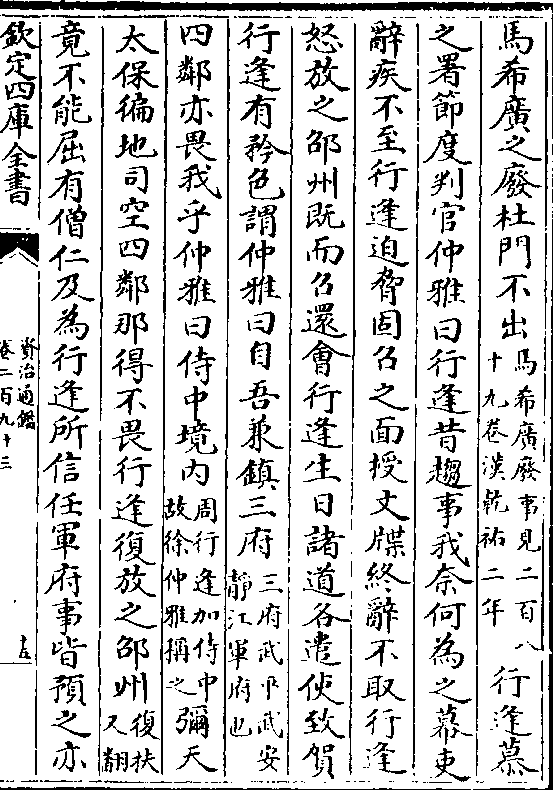 馬希廣之廢杜門不出馬希廣廢事見二百八十九卷漢乾祐二年行逢慕
之署節度判官仲雅曰行逢昔趨事我奈何為之幕吏
辭疾不至行逢迫脅固召之面授文牒終辭不取行逢
怒放之邵州既而召還會行逢生日諸道各遣使致賀
行逢有矜色謂仲雅曰自吾兼鎮三府三府武平武安靜江軍府也
四鄰亦畏我乎仲雅曰侍中境内周行逢加侍中故徐仲雅稱之彌天
太保徧地司空四鄰那得不畏行逢復放之邵州復扶又翻
竟不能屈有僧仁及為行逢所信任軍府事皆預之亦
欽定四庫全書
資治通鑑
卷二百九十三